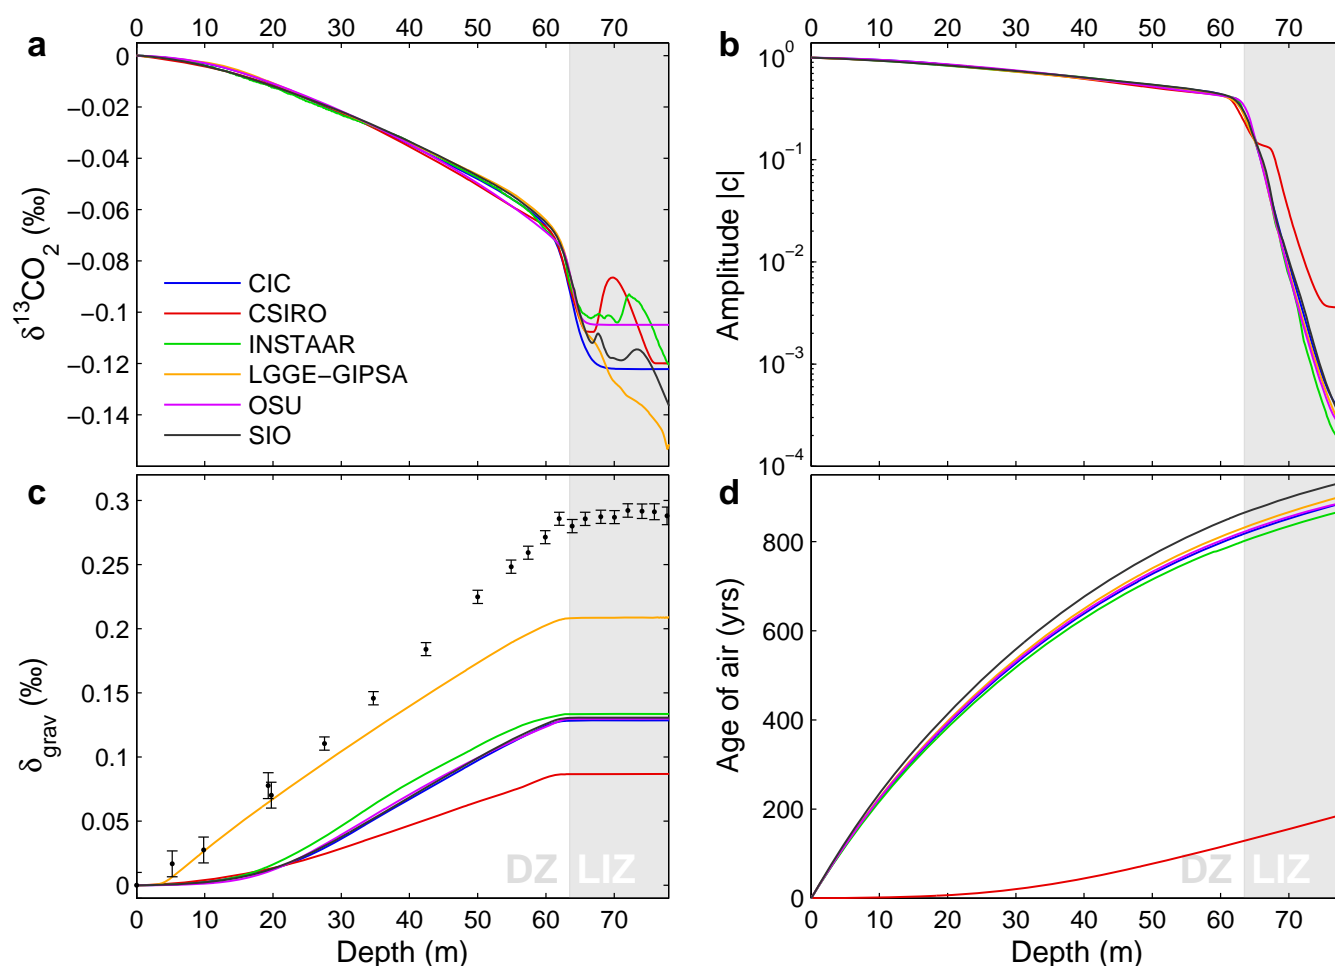 0 10 20 30 40 50 60 70
a
0
−0.02
−0.04
−0.06
−0.08
−0.1
−0.12
−0.14
δ¹³CO₂ (‰)
CIC
CSIRO
INSTAAR
LGGE−GIPSA
OSU
SIO
0 10 20 30 40 50 60 70
b
10⁰
10⁻¹
10⁻²
10⁻³
10⁻⁴
Amplitude |c|
c
0.3
0.25
0.2
0.15
0.1
0.05
0
δgrav (‰)
DZ LIZ
0 10 20 30 40 50 60 70
Depth (m)
d
800
600
400
200
0
Age of air (yrs)
DZ LIZ
0 10 20 30 40 50 60 70
Depth (m)